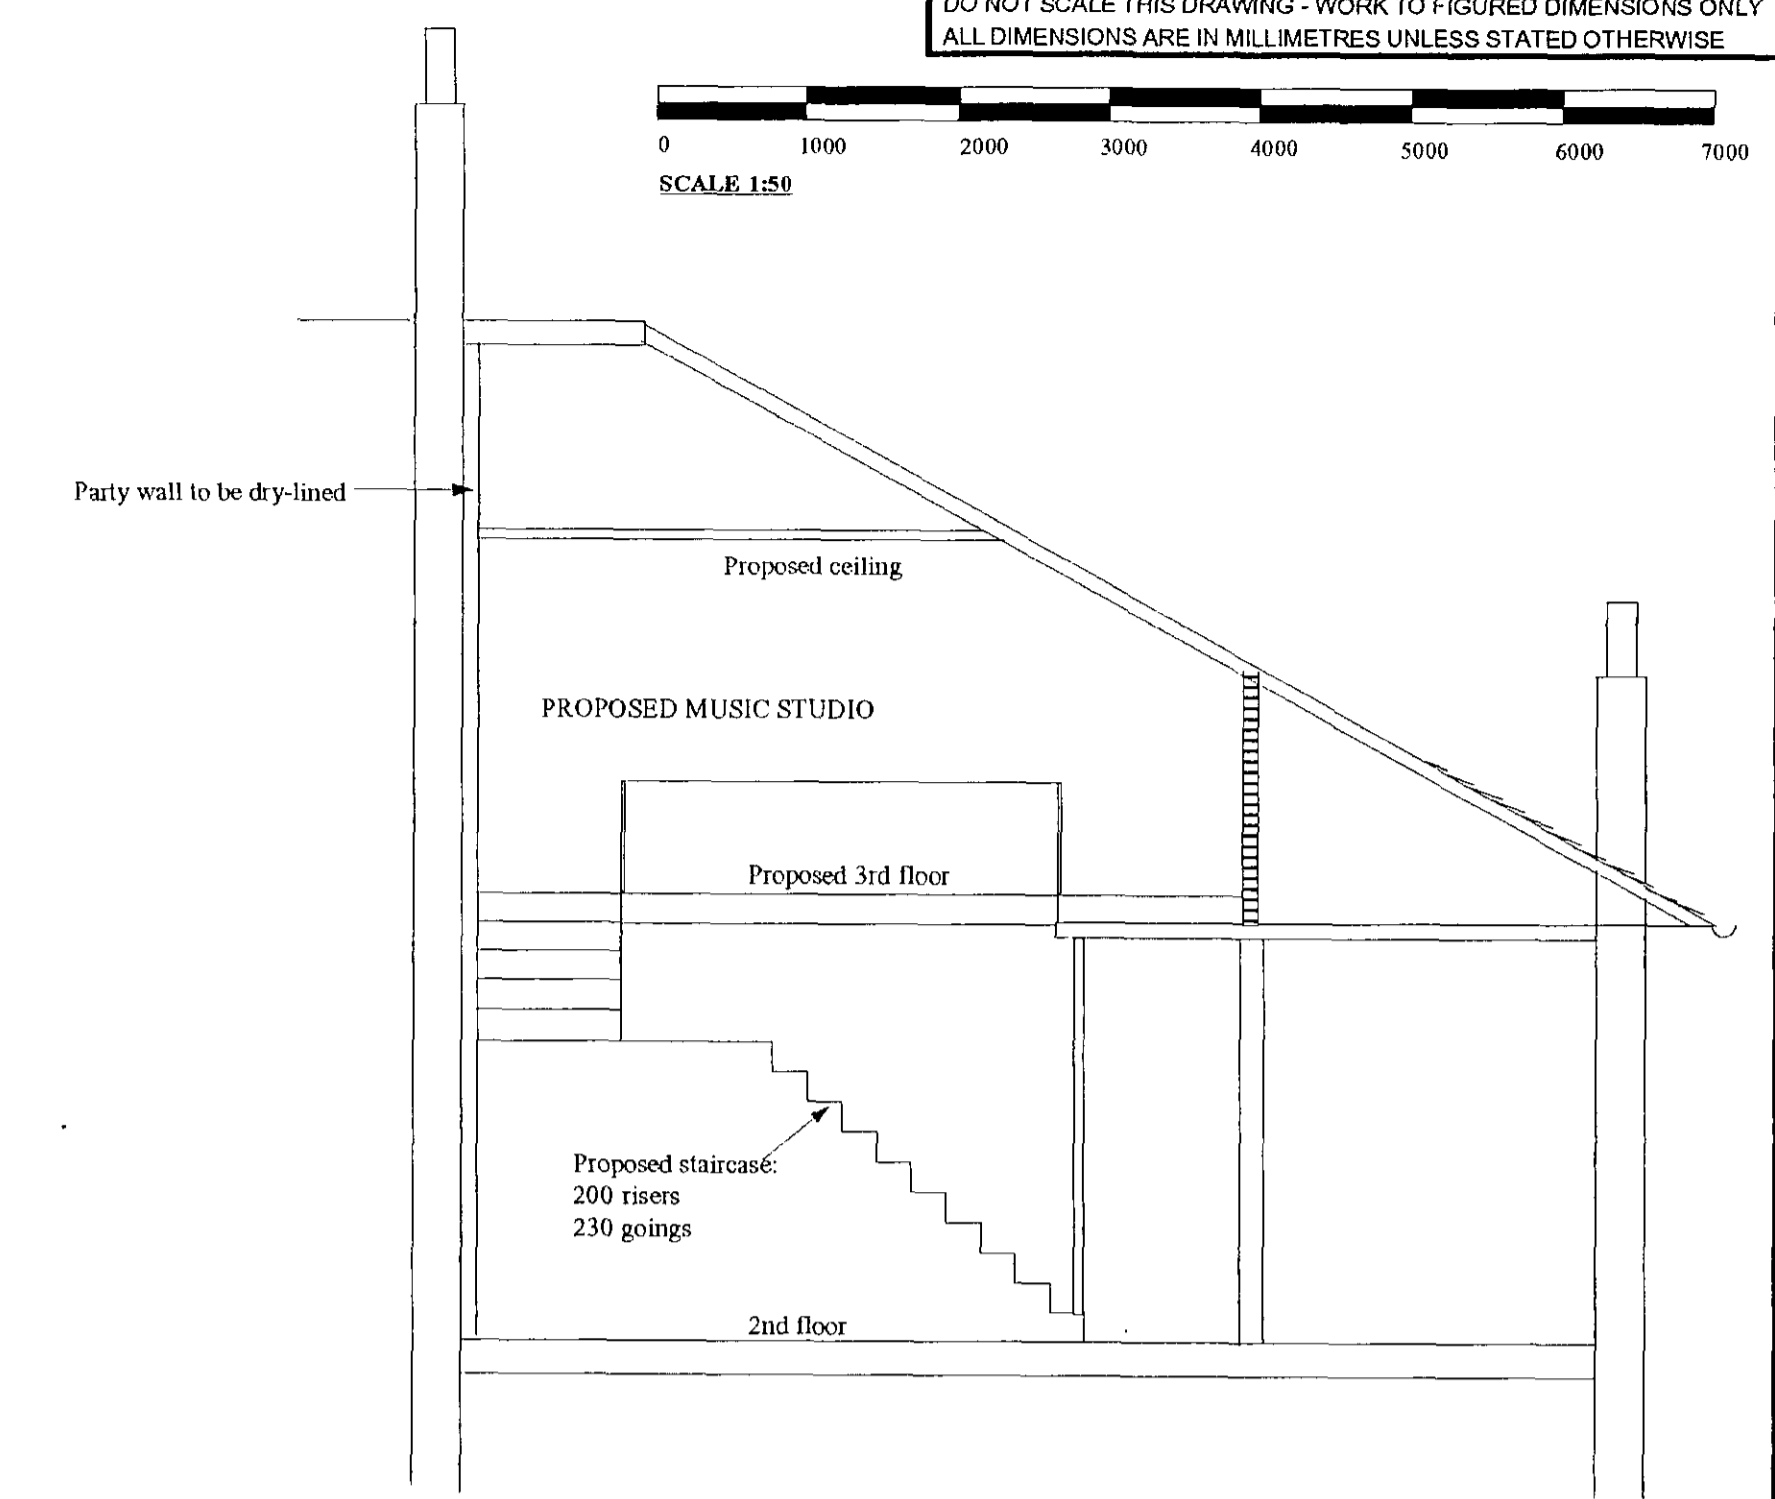 DO NOT SCALE THIS DRAWING - WORK TO FIGURED DIMENSIONS ONLY
ALL DIMENSIONS ARE IN MILLIMETRES UNLESS STATED OTHERWISE
0 1000 2000 3000 4000 5000 6000 7000
SCALE 1:50
Party wall to be dry-lined
Proposed ceiling
PROPOSED MUSIC STUDIO
Proposed 3rd floor
Proposed staircase:
200 risers
230 goings
2nd floor